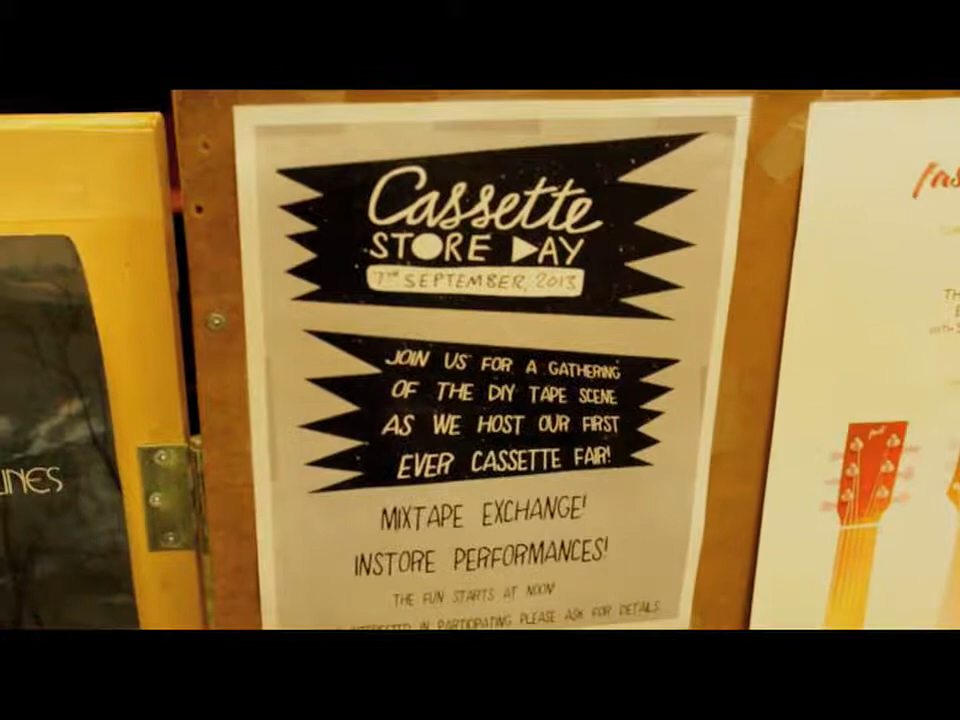 Cassette
STORE DAY
7TH SEPTEMBER, 2013
JOIN US FOR A GATHERING
OF THE DIY TAPE SCENE
AS WE HOST OUR FIRST
EVER CASSETTE FAIR!
MIXTAPE EXCHANGE!
INSTORE PERFORMANCES!
THE FUN STARTS AT NOON
INTERESTED IN PARTICIPATING PLEASE ASK FOR DETAILS